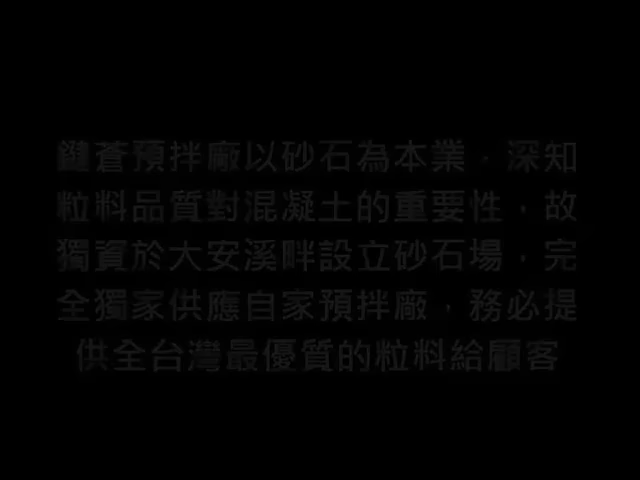 鍵蒼預拌廠以砂石為本業，深知
粒料品質對混凝土的重要性，故
獨資於大安溪畔設立砂石場，完
全獨家供應自家預拌廠，務必提
供全台灣最優質的粒料給顧客